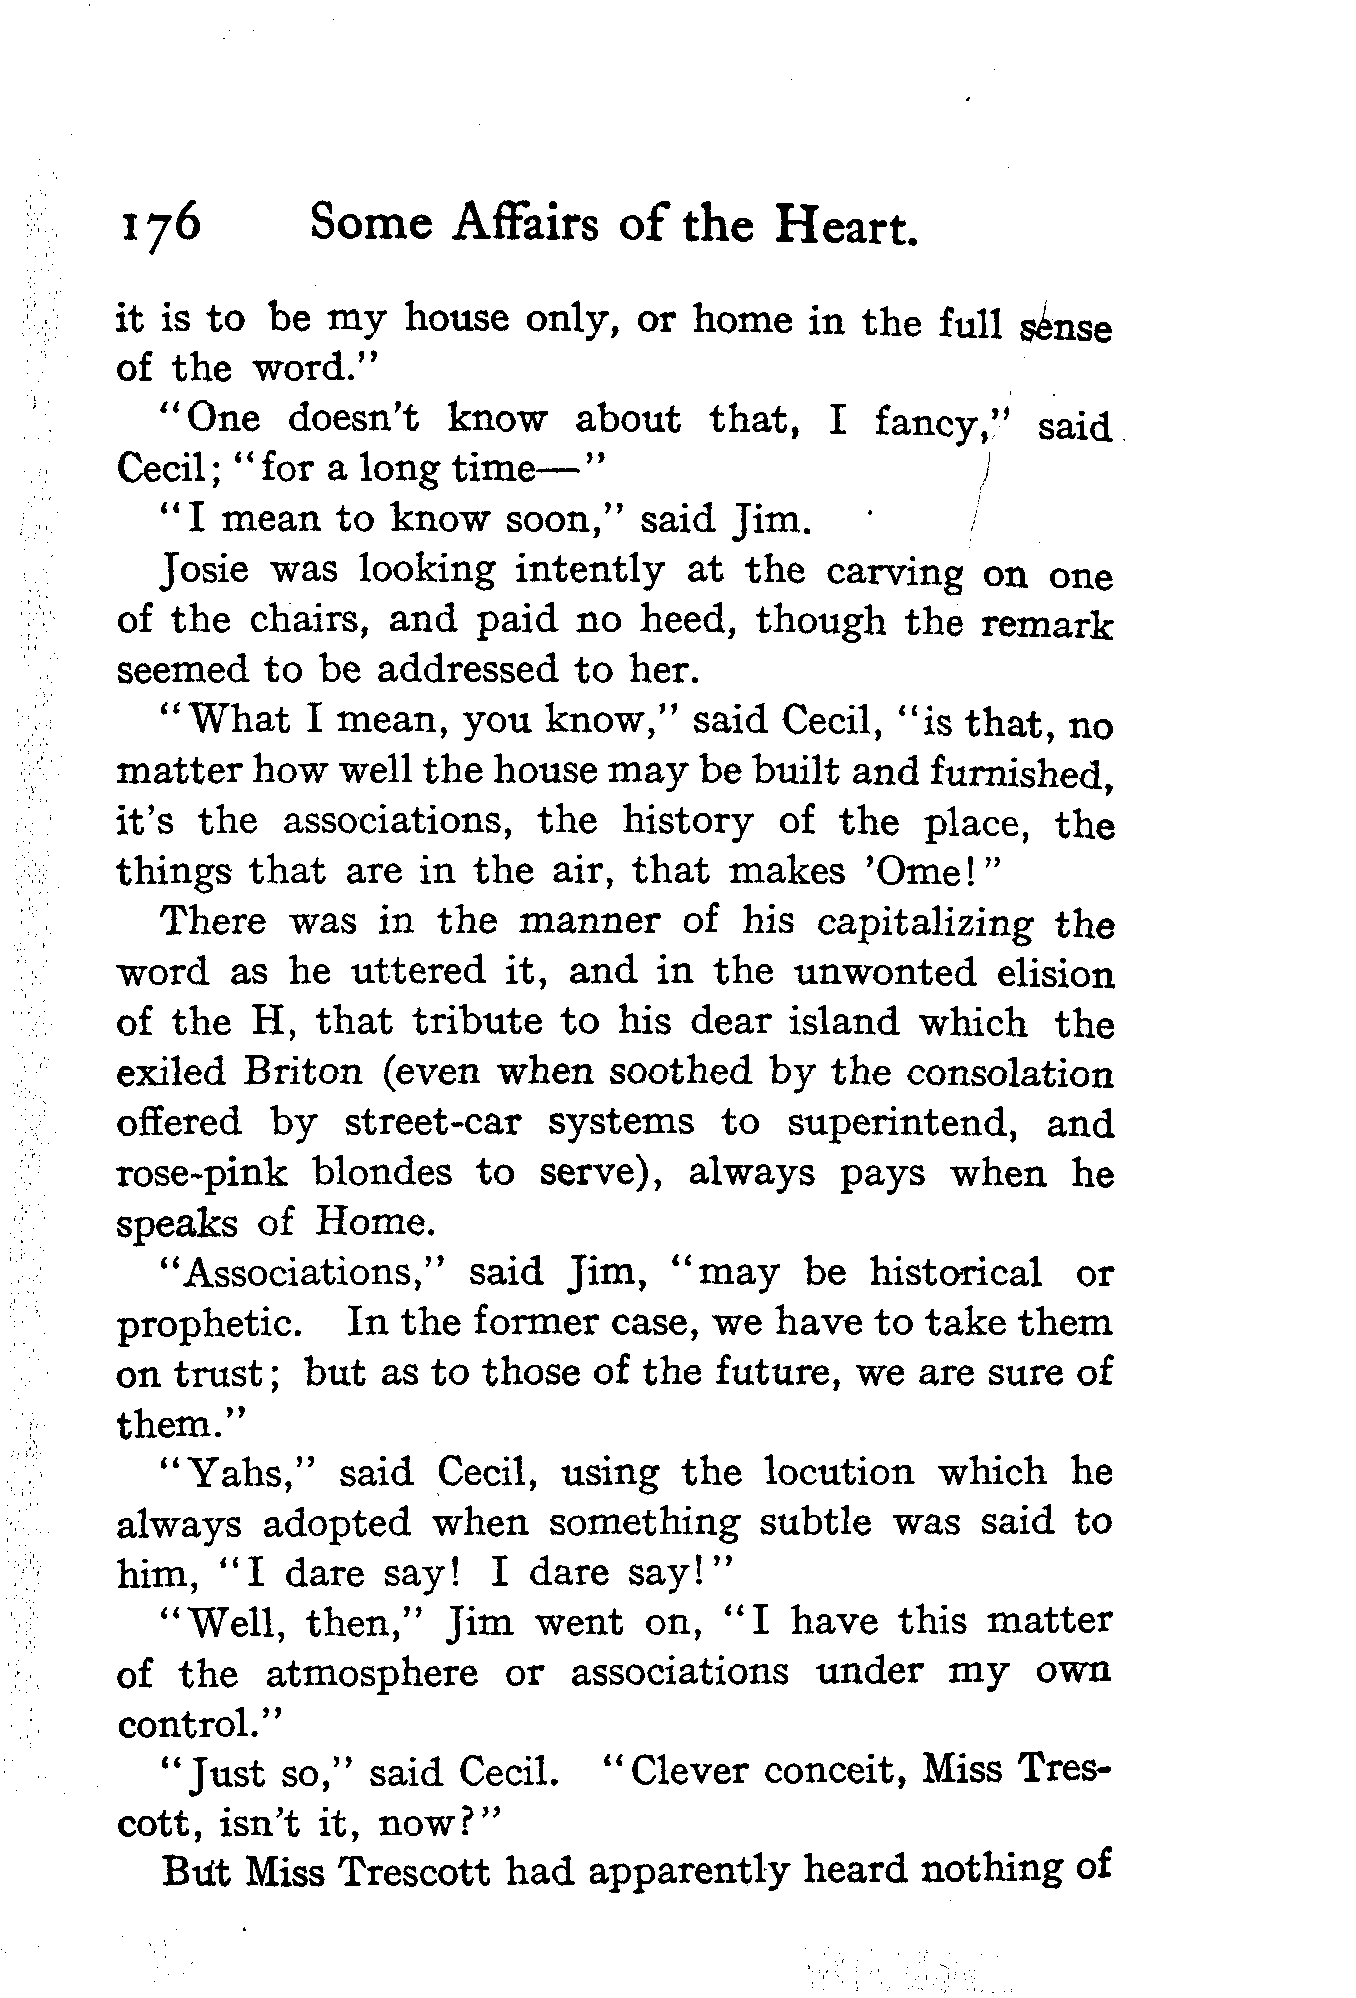 176 Some Affairs of the Heart.
it is to be my house only, or home in the full sense
of the word."
"One doesn't know about that, I fancy," said
Cecil; "for a long time—"
"I mean to know soon," said Jim.
Josie was looking intently at the carving on one
of the chairs, and paid no heed, though the remark
seemed to be addressed to her.
"What I mean, you know," said Cecil, "is that, no
matter how well the house may be built and furnished,
it's the associations, the history of the place, the
things that are in the air, that makes 'Ome!"
There was in the manner of his capitalizing the
word as he uttered it, and in the unwonted elision
of the H, that tribute to his dear island which the
exiled Briton (even when soothed by the consolation
offered by street-car systems to superintend, and
rose-pink blondes to serve), always pays when he
speaks of Home.
"Associations," said Jim, "may be historical or
prophetic. In the former case, we have to take them
on trust; but as to those of the future, we are sure of
them."
"Yahs," said Cecil, using the locution which he
always adopted when something subtle was said to
him, "I dare say! I dare say!"
"Well, then," Jim went on, "I have this matter
of the atmosphere or associations under my own
control."
"Just so," said Cecil. "Clever conceit, Miss Tres-
cott, isn't it, now?"
But Miss Trescott had apparently heard nothing of